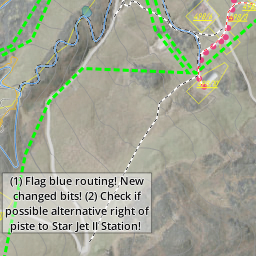 (1) Flag blue routing! New
changed bits! (2) Check if
possible alternative right of
piste to Star Jet II Station!